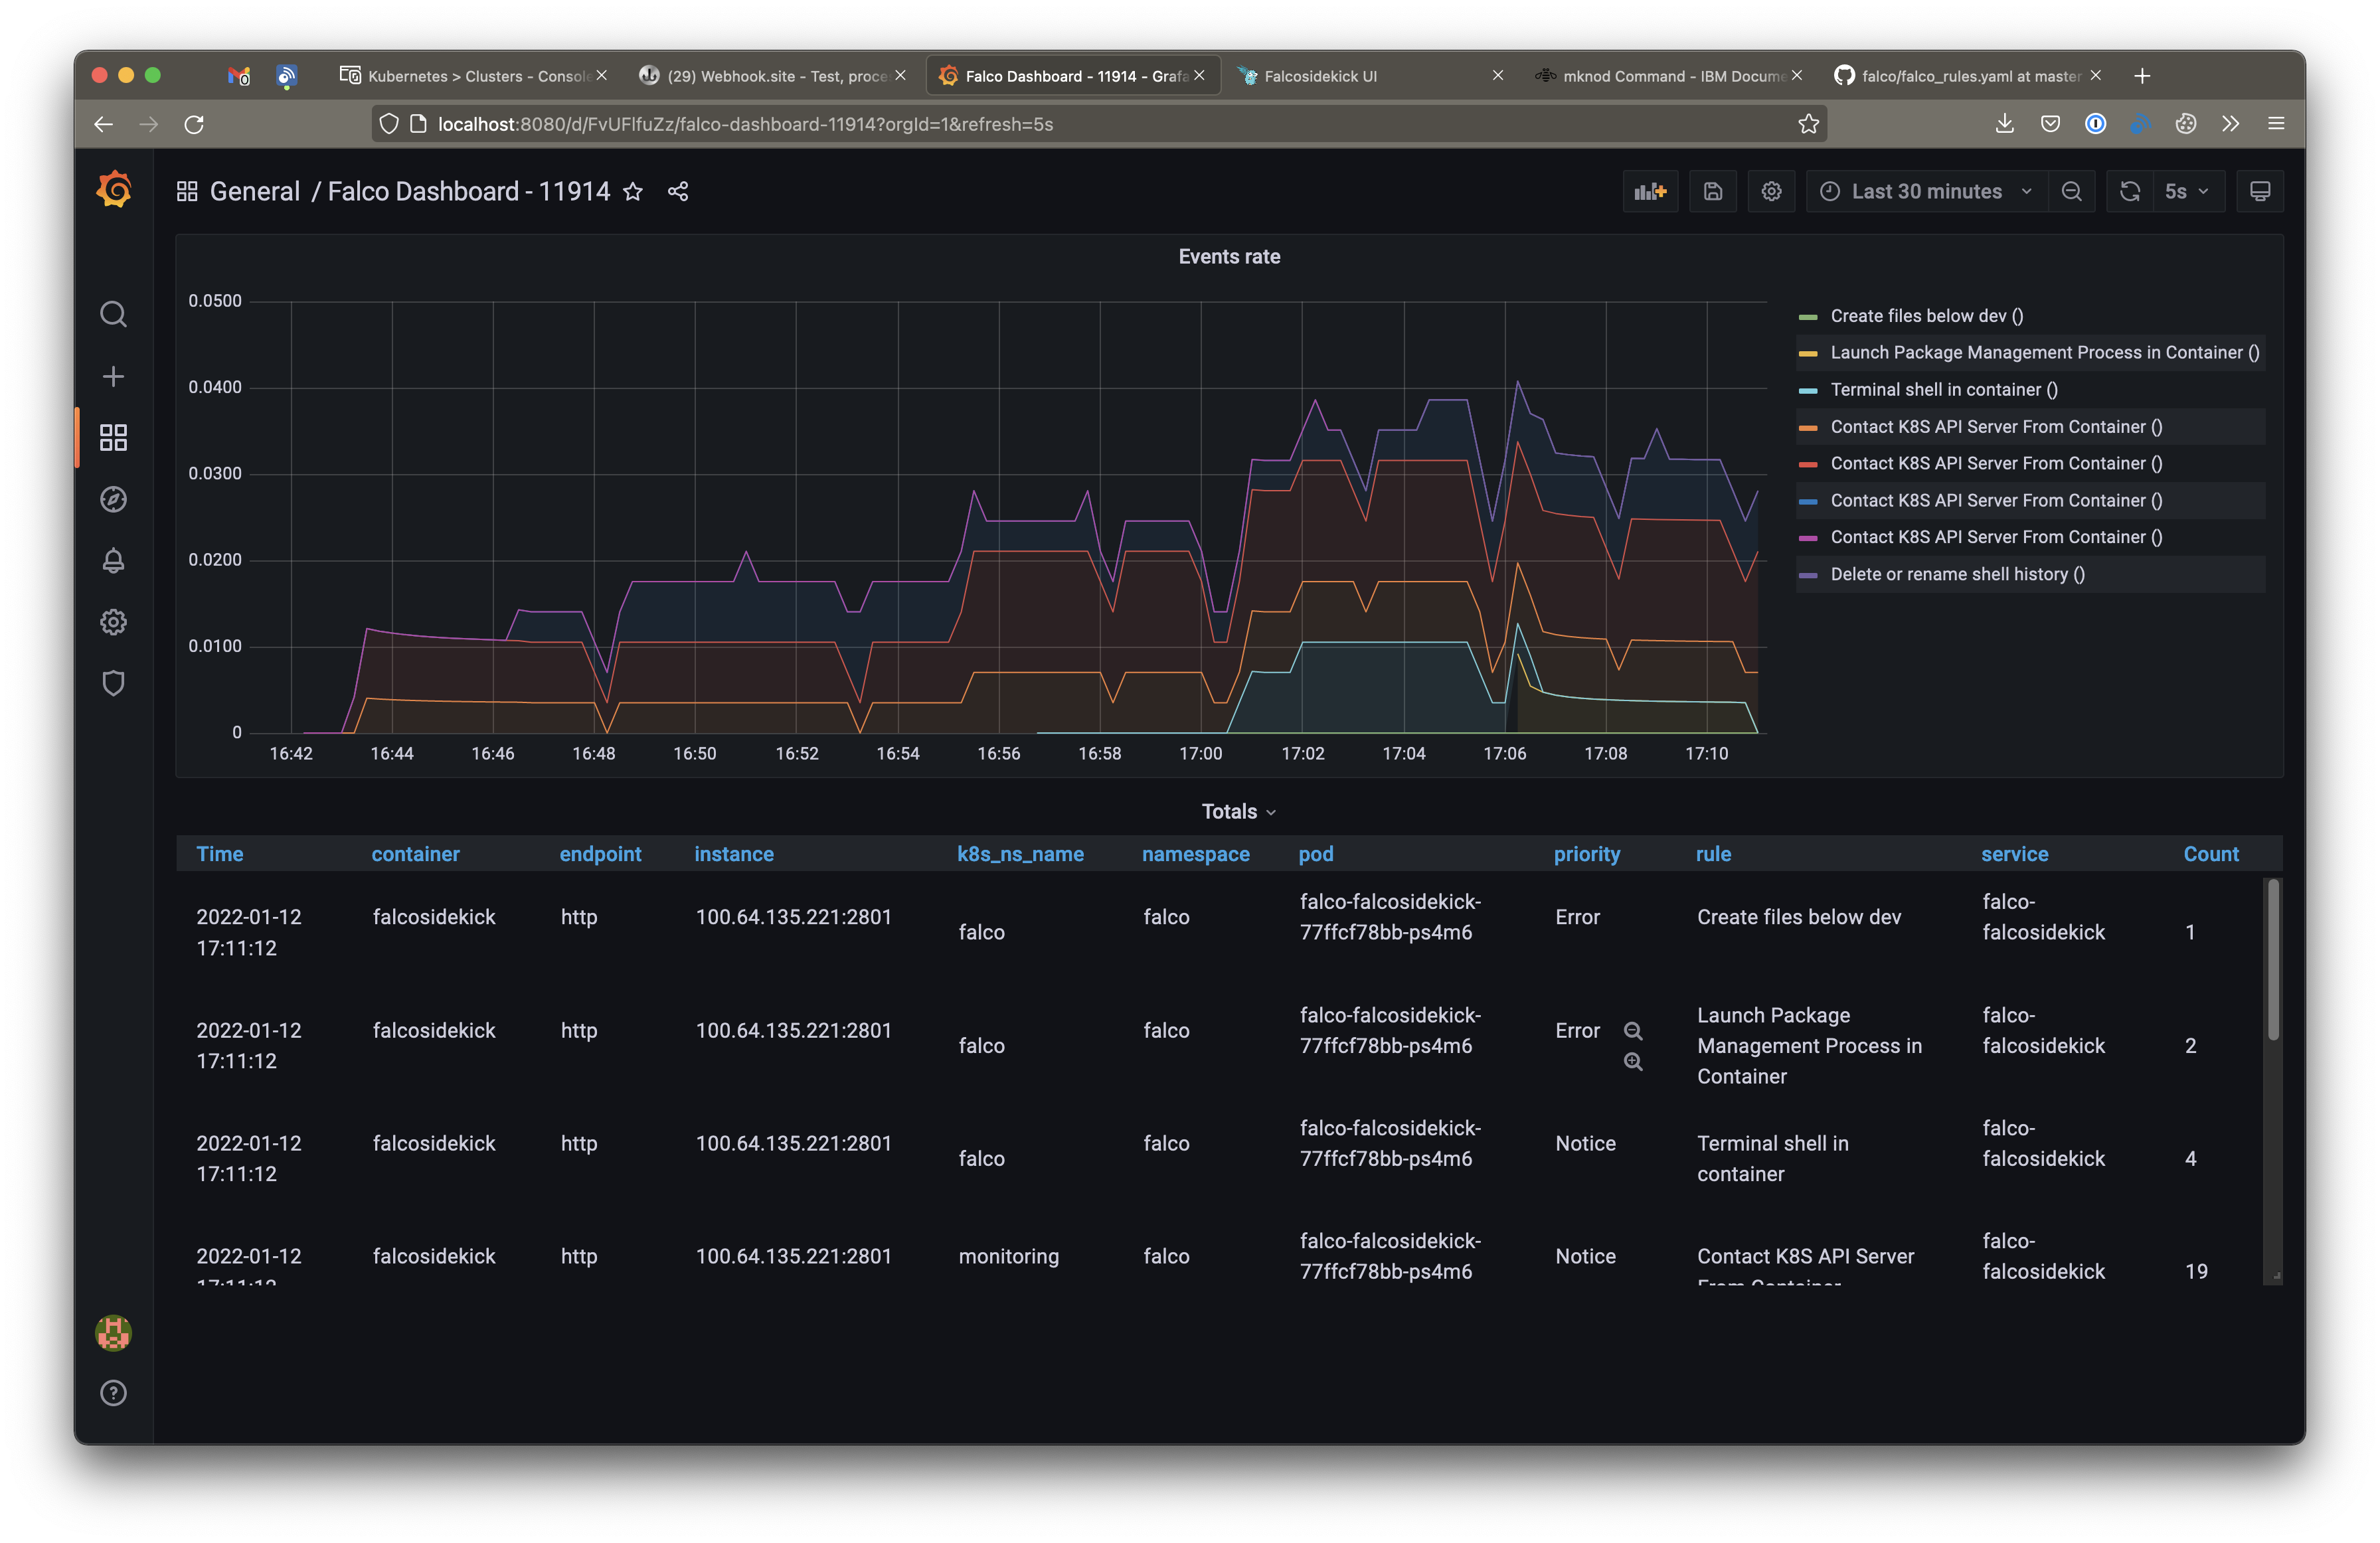 0
Kubernetes > Clusters - Consol
(29) Webhook.site - Test, proce
Falco Dashboard - 11914 - Grafa
Falcosidekick UI
mknod Command - IBM Docume
falco/falco_rules.yaml at master
localhost:8080/d/FvUFlfuZz/falco-dashboard-11914?orgId=1&refresh=5s
General / Falco Dashboard - 11914
Last 30 minutes
5s
Events rate
0.0500
0.0400
0.0300
0.0200
0.0100
0
16:42 16:44 16:46 16:48 16:50 16:52 16:54 16:56 16:58 17:00 17:02 17:04 17:06 17:08 17:10
Create files below dev ()
Launch Package Management Process in Container ()
Terminal shell in container ()
Contact K8S API Server From Container ()
Contact K8S API Server From Container ()
Contact K8S API Server From Container ()
Contact K8S API Server From Container ()
Delete or rename shell history ()
Totals
Time container endpoint instance k8s_ns_name namespace pod priority rule service Count
2022-01-12
17:11:12
falcosidekick
http
100.64.135.221:2801
falco
falco
falco-falcosidekick-
77ffcf78bb-ps4m6
Error
Create files below dev
falco-
falcosidekick
1
2022-01-12
17:11:12
falcosidekick
http
100.64.135.221:2801
falco
falco
falco-falcosidekick-
77ffcf78bb-ps4m6
Error
Launch Package
Management Process in
Container
falco-
falcosidekick
2
2022-01-12
17:11:12
falcosidekick
http
100.64.135.221:2801
falco
falco
falco-falcosidekick-
77ffcf78bb-ps4m6
Notice
Terminal shell in
container
falco-
falcosidekick
4
2022-01-12
17:11:12
falcosidekick
http
100.64.135.221:2801
monitoring
falco
falco-falcosidekick-
77ffcf78bb-ps4m6
Notice
Contact K8S API Server
From Container
falco-
falcosidekick
19